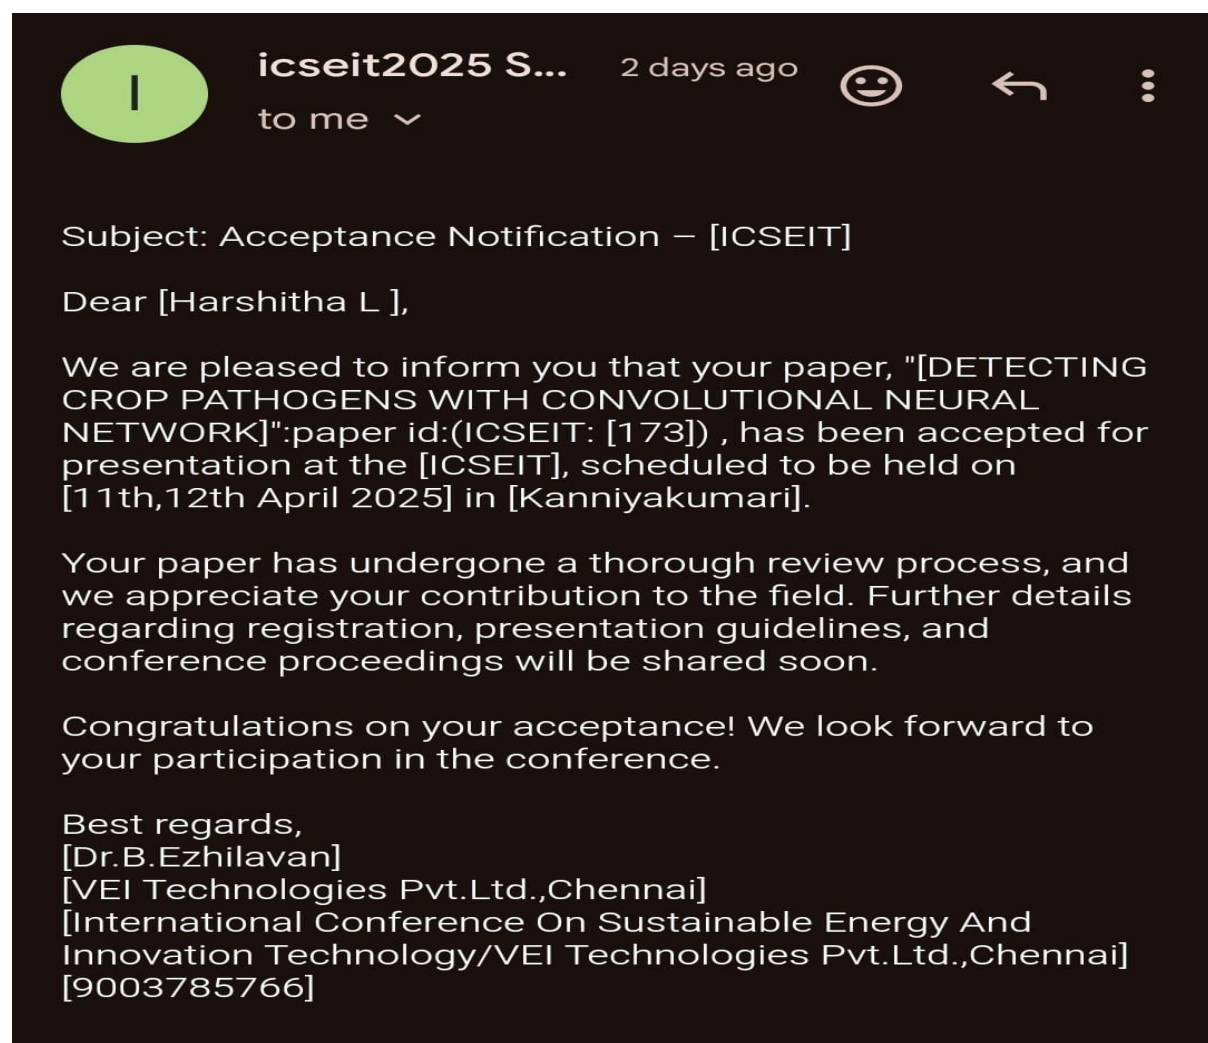 I
icseit2025 S...
2 days ago
to me
Subject: Acceptance Notification – [ICSEIT]
Dear [Harshitha L ],
We are pleased to inform you that your paper, "[DETECTING
CROP PATHOGENS WITH CONVOLUTIONAL NEURAL
NETWORK]":paper id:(ICSEIT: [173]) , has been accepted for
presentation at the [ICSEIT], scheduled to be held on
[11th,12th April 2025] in [Kanniyakumari].
Your paper has undergone a thorough review process, and
we appreciate your contribution to the field. Further details
regarding registration, presentation guidelines, and
conference proceedings will be shared soon.
Congratulations on your acceptance! We look forward to
your participation in the conference.
Best regards,
[Dr.B.Ezhilavan]
[VEI Technologies Pvt.Ltd.,Chennai]
[International Conference On Sustainable Energy And
Innovation Technology/VEI Technologies Pvt.Ltd.,Chennai]
[9003785766]